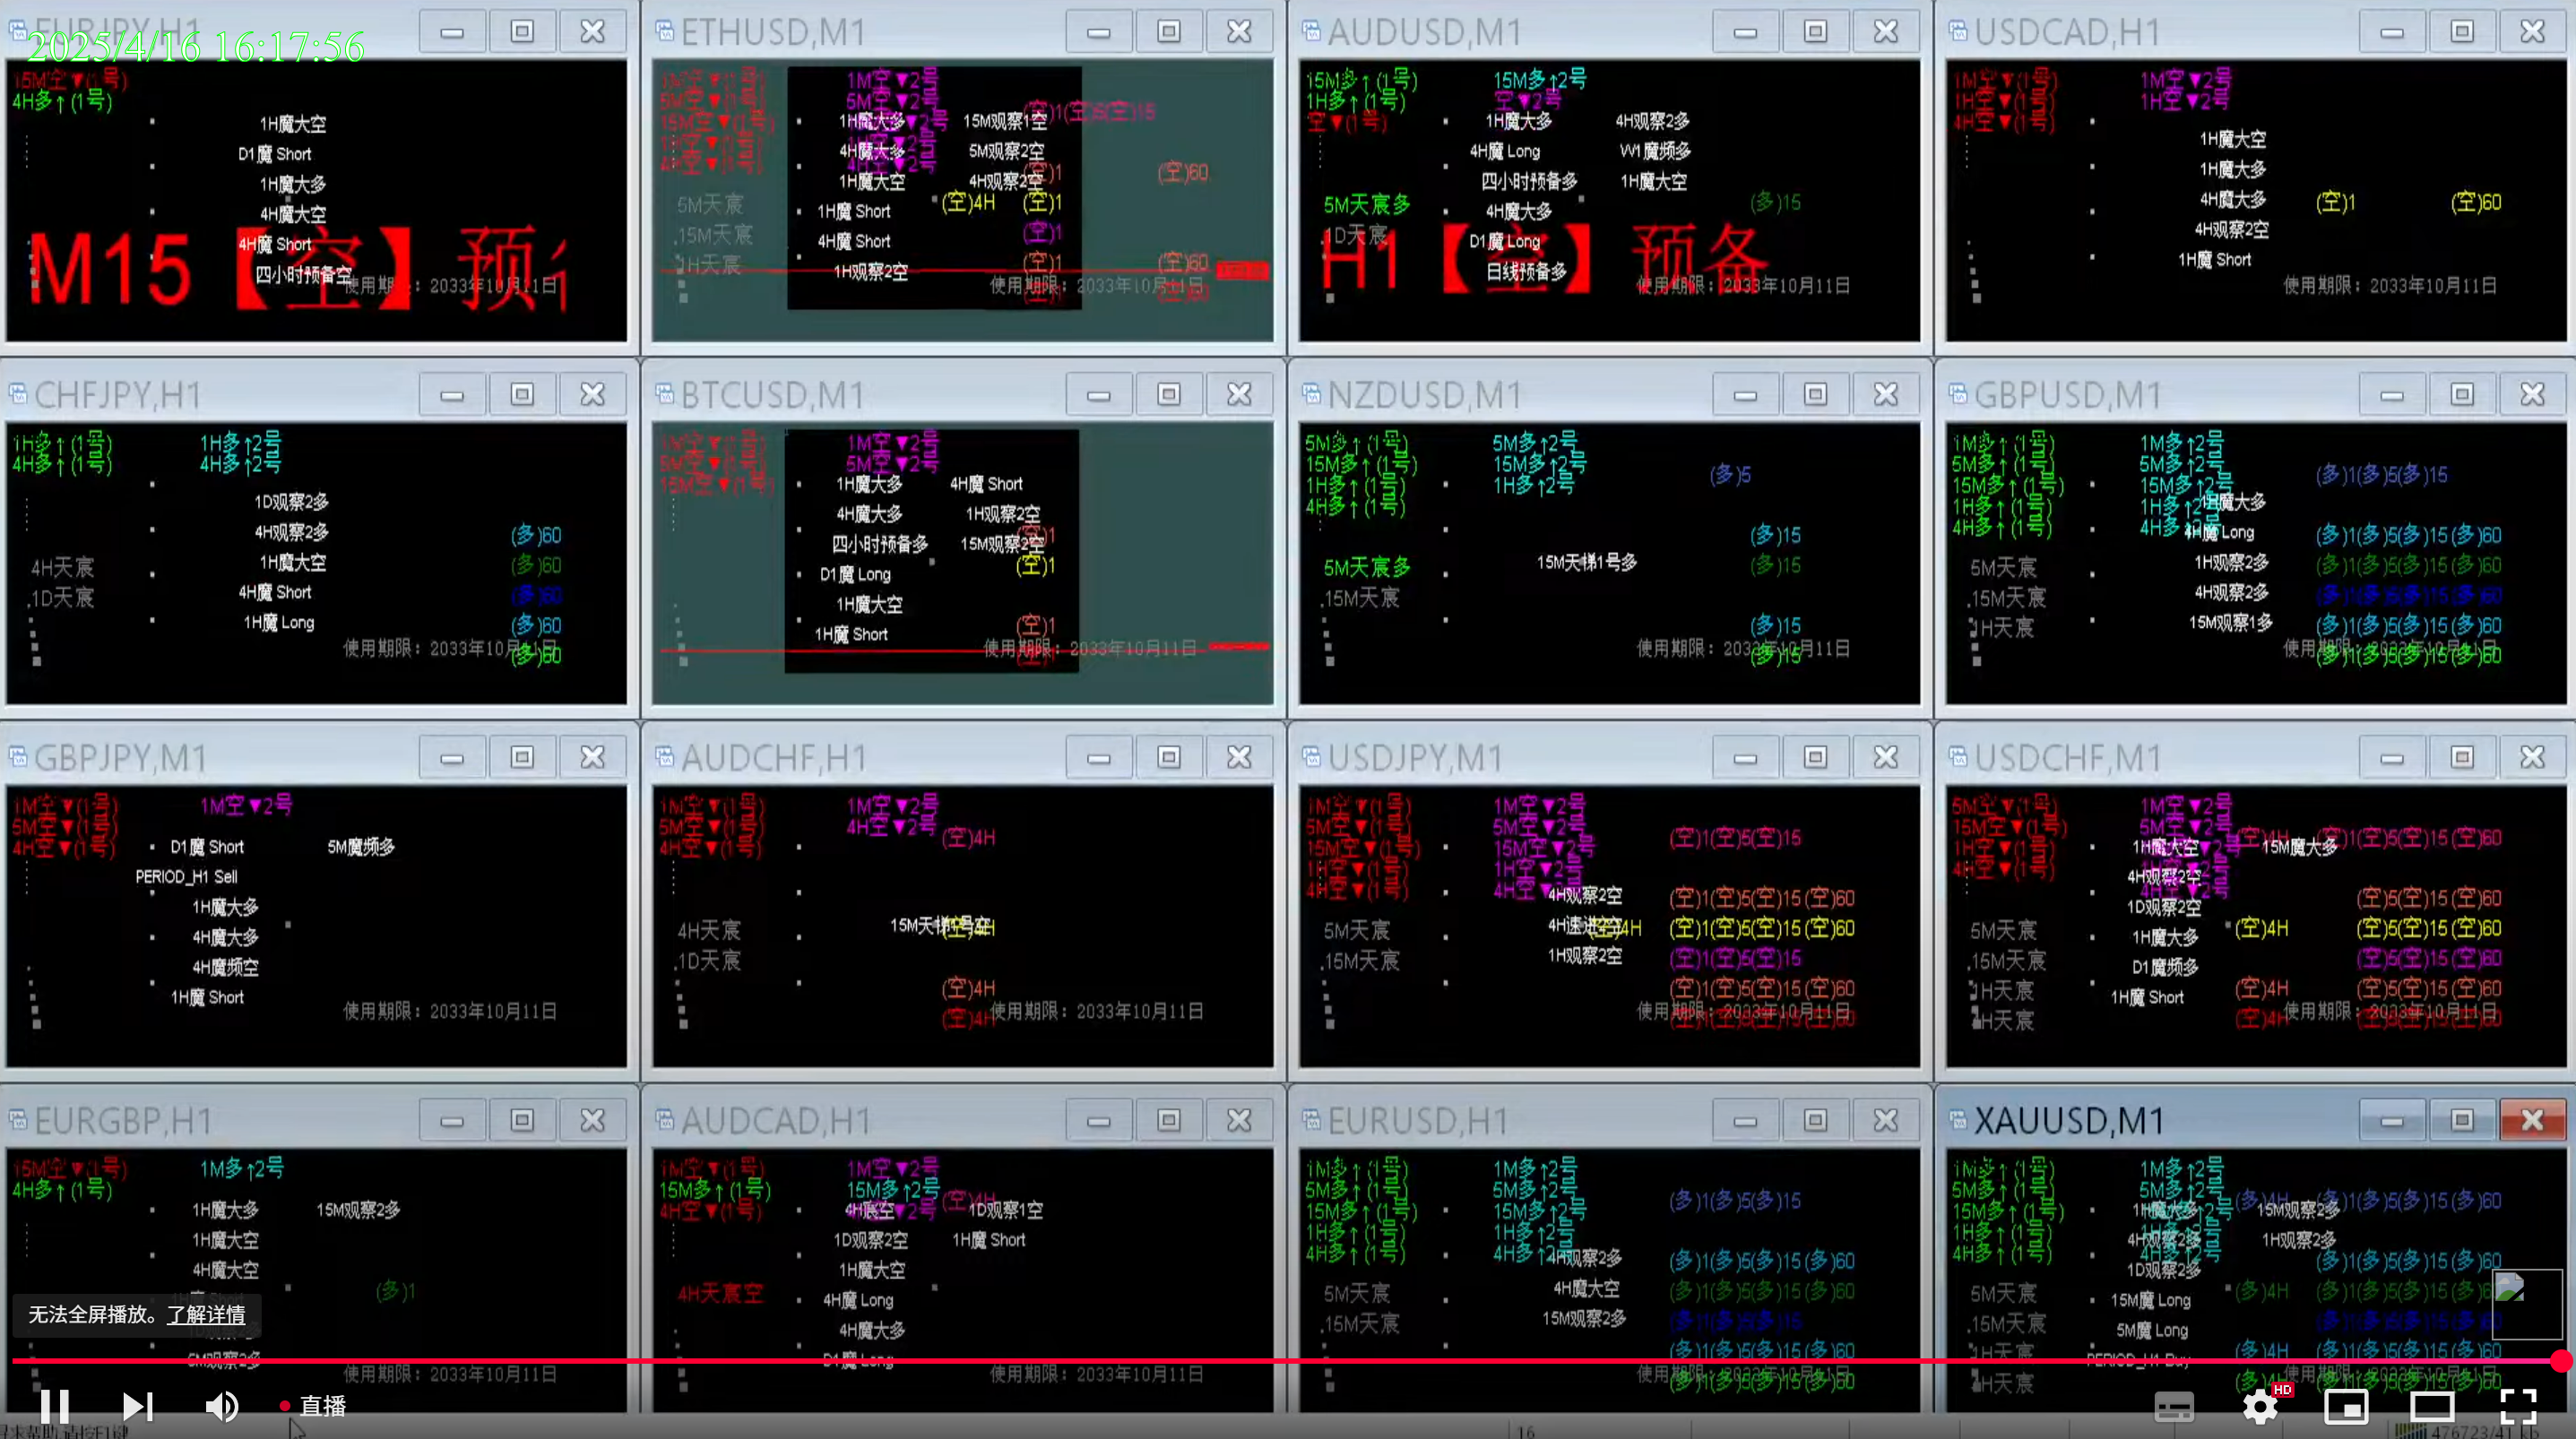 EURJPY,H1
2025/4/16 16:17:56
15M空▼(1号)
4H多↑(1号)
1H魔大空
D1魔 Short
1H魔大多
4H魔大空
4H魔 Short
四小时预备空
M15【空】预
使用期限：2033年10月11日
ETHUSD,M1
1M空▼2号
5M空▼2号
1H魔大多
15M观察1空
4H魔大多
5M观察2空
1H魔大空
4H观察2空
(空)1
(空)60
5M天宸
1H魔 Short
(空)4H
(空)1
.15M天宸
4H魔 Short
(空)1
1H天宸
1H观察2空
(空)1
(空)60
使用期限：2033年10月11日
AUDUSD,M1
15M多↑(1号)
15M多↑2号
1H多↑(1号)
空▼2号
空▼(1号)
1H魔大多
4H观察2多
4H魔 Long
W1魔频多
四小时预备多
1H魔大空
5M天宸多
4H魔大多
(多)15
.1D天宸
D1魔 Long
日线预备多
H1【空】预备
使用期限：2033年10月11日
USDCAD,H1
1M空▼(1号)
1M空▼2号
1H空▼(1号)
1H空▼2号
4H空▼(1号)
1H魔大空
1H魔大多
4H魔大多
(空)1
(空)60
4H观察2空
1H魔 Short
使用期限：2033年10月11日
CHFJPY,H1
1H多↑(1号)
1H多↑2号
4H多↑(1号)
4H多↑2号
1D观察2多
4H观察2多
(多)60
1H魔大空
(多)60
4H天宸
4H魔 Short
(多)60
.1D天宸
1H魔 Long
(多)60
(多)60
使用期限：2033年10月11日
BTCUSD,M1
1M空▼(1号)
1M空▼2号
5M空▼(1号)
5M空▼2号
15M空▼(1号)
1H魔大多
4H魔 Short
4H魔大多
1H观察2空
四小时预备多
15M观察2空
(空)1
D1魔 Long
(空)1
1H魔大空
1H魔 Short
(空)1
使用期限：2033年10月11日
NZDUSD,M1
5M多↑(1号)
5M多↑2号
15M多↑(1号)
15M多↑2号
1H多↑(1号)
1H多↑2号
4H多↑(1号)
(多)5
(多)15
5M天宸多
15M天梯1号多
(多)15
.15M天宸
(多)15
(多)15
使用期限：2033年10月11日
GBPUSD,M1
1M多↑(1号)
1M多↑2号
5M多↑(1号)
5M多↑2号
15M多↑(1号)
15M多↑2号
1H多↑(1号)
4H多↑(1号)
(多)1(多)5(多)15
1H魔大多
4H魔 Long
(多)1(多)5(多)15(多)60
1H观察2多
(多)1(多)5(多)15(多)60
5M天宸
4H观察2多
(多)1(多)5(多)15(多)60
.15M天宸
15M观察1多
(多)1(多)5(多)15(多)60
1H天宸
(多)1(多)5(多)15(多)60
使用期限：2033年10月11日
GBPJPY,M1
1M空▼(1号)
1M空▼2号
5M空▼(1号)
4H空▼(1号)
D1魔 Short
5M魔频多
PERIOD_H1 Sell
1H魔大多
4H魔大多
4H魔频空
1H魔 Short
使用期限：2033年10月11日
AUDCHF,H1
1M空▼(1号)
1M空▼2号
5M空▼(1号)
4H空▼2号
4H空▼(1号)
(空)4H
4H天宸
.1D天宸
(空)4H
(空)4H
使用期限：2033年10月11日
USDJPY,M1
1M空▼(1号)
1M空▼2号
5M空▼(1号)
5M空▼2号
15M空▼(1号)
15M空▼2号
1H空▼(1号)
1H空▼2号
4H空▼(1号)
4H空▼2号
(空)1(空)5(空)15
4H观察2空
(空)1(空)5(空)15(空)60
(空)1(空)5(空)15(空)60
5M天宸
1H观察2空
(空)1(空)5(空)15
.15M天宸
(空)1(空)5(空)15(空)60
使用期限：2033年10月11日
USDCHF,M1
5M空▼(1号)
1M空▼2号
15M空▼(1号)
5M空▼2号
1H空▼(1号)
4H空▼(1号)
(空)4H
(空)1(空)5(空)15(空)60
1H魔大空
15M魔大多
4H观察2空
(空)5(空)15(空)60
1D观察2空
(空)4H
(空)5(空)15(空)60
5M天宸
1H魔大多
(空)5(空)15(空)60
.15M天宸
D1魔频多
(空)4H
(空)5(空)15(空)60
1H天宸
1H魔 Short
4H天宸
使用期限：2033年10月11日
EURGBP,H1
15M空▼(1号)
1M多↑2号
4H多↑(1号)
1H魔大多
15M观察2多
1H魔大空
4H魔大空
(多)1
5M观察2多
使用期限：2033年10月11日
AUDCAD,H1
1M空▼(1号)
1M空▼2号
15M多↑(1号)
15M多↑2号
4H空▼(1号)
(空)4H
1D观察1空
1D观察2空
1H魔 Short
1H魔大空
4H天宸空
4H魔 Long
4H魔大多
D1魔 Long
使用期限：2033年10月11日
EURUSD,H1
1M多↑(1号)
1M多↑2号
5M多↑(1号)
5M多↑2号
15M多↑(1号)
15M多↑2号
1H多↑(1号)
1H多↑2号
4H多↑(1号)
(多)1(多)5(多)15
4H观察2多
(多)1(多)5(多)15(多)60
4H魔大空
(多)1(多)5(多)15(多)60
5M天宸
15M观察2多
(多)1(多)5(多)15
.15M天宸
(多)1(多)5(多)15(多)60
(多)1(多)5(多)15(多)60
使用期限：2033年10月11日
XAUUSD,M1
1M多↑(1号)
1M多↑2号
5M多↑(1号)
5M多↑2号
15M多↑(1号)
1H多↑(1号)
4H多↑(1号)
(多)4H
(多)1(多)5(多)15(多)60
15M观察2多
4H观察2多
1H观察2多
1D观察2多
(多)1(多)5(多)15(多)60
5M天宸
15M魔 Long
(多)4H
(多)1(多)5(多)15(多)60
.15M天宸
5M魔 Long
1H天宸
PERIOD_H1 Buy
(多)4H
(多)1(多)5(多)15(多)60
4H天宸
使用期限：2033年10月11日
无法全屏播放。了解详情
直播
HD
16
476723/41 kb